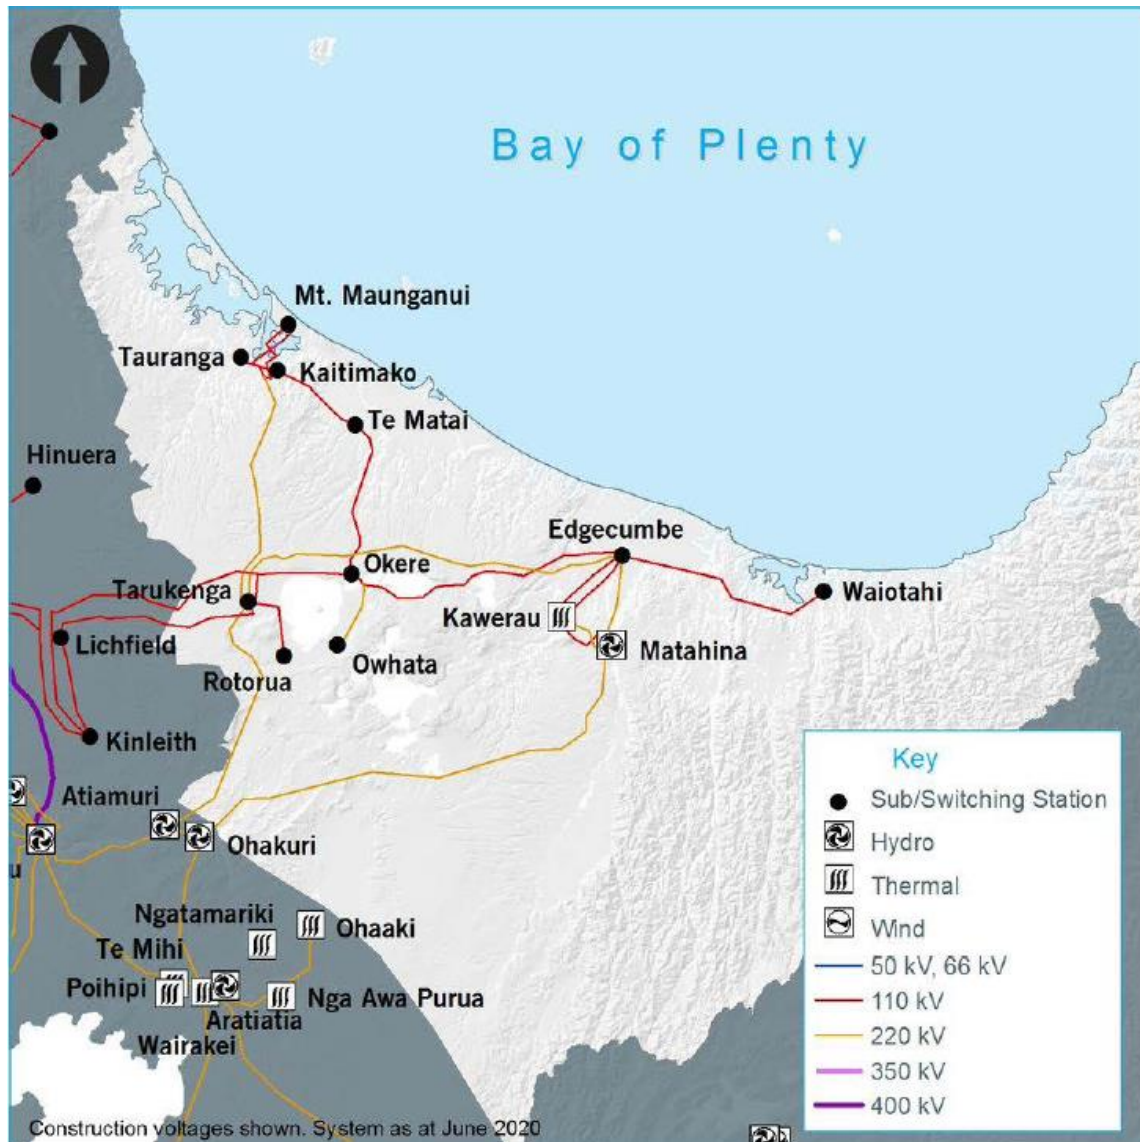 Bay of Plenty
Mt. Maunganui
Tauranga
Kaitimako
Te Matai
Hinuera
Edgecumbe
Okere
Tarukenga
Waiotahi
Kawerau
Lichfield
Matahina
Owhata
Rotorua
Kinleith
Key
Sub/Switching Station
Hydro
Thermal
Wind
50 kV, 66 kV
110 kV
220 kV
350 kV
400 kV
Atiamuri
Ohakuri
u
Ngatamariki
Ohaaki
Te Mihi
Poihipi
Nga Awa Purua
Aratiatia
Wairakei
Construction voltages shown. System as at June 2020